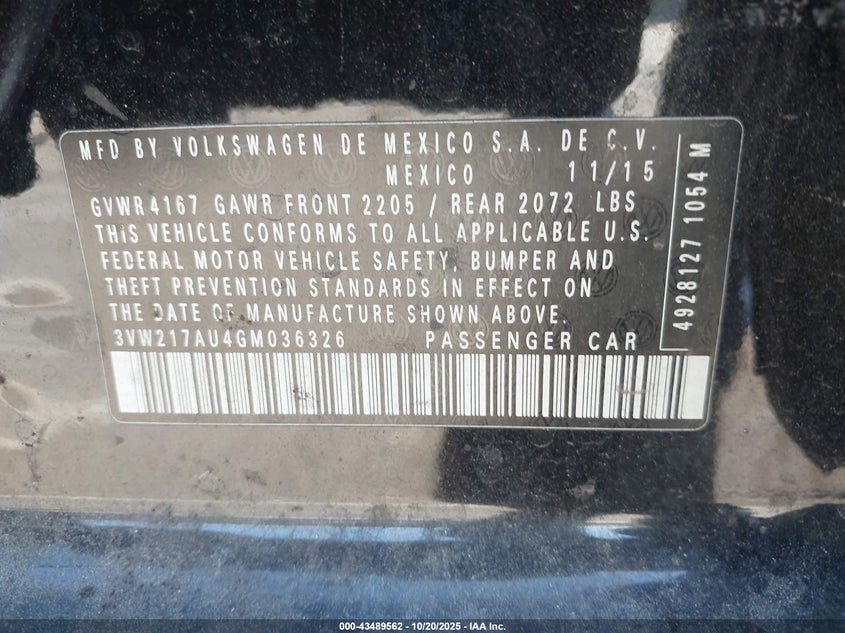 MFD BY VOLKSWAGEN DE MEXICO S.A. DE C.V.
MEXICO 11/15
GVWR 4167 GAWR FRONT 2205 / REAR 2072 LBS
THIS VEHICLE CONFORMS TO ALL APPLICABLE U.S.
FEDERAL MOTOR VEHICLE SAFETY, BUMPER AND
THEFT PREVENTION STANDARDS IN EFFECT ON
THE DATE OF MANUFACTURE SHOWN ABOVE.
3VW217AU4GM036326 PASSENGER CAR
4928127 1054 M
000-43489562 - 10/20/2025 - IAA Inc.